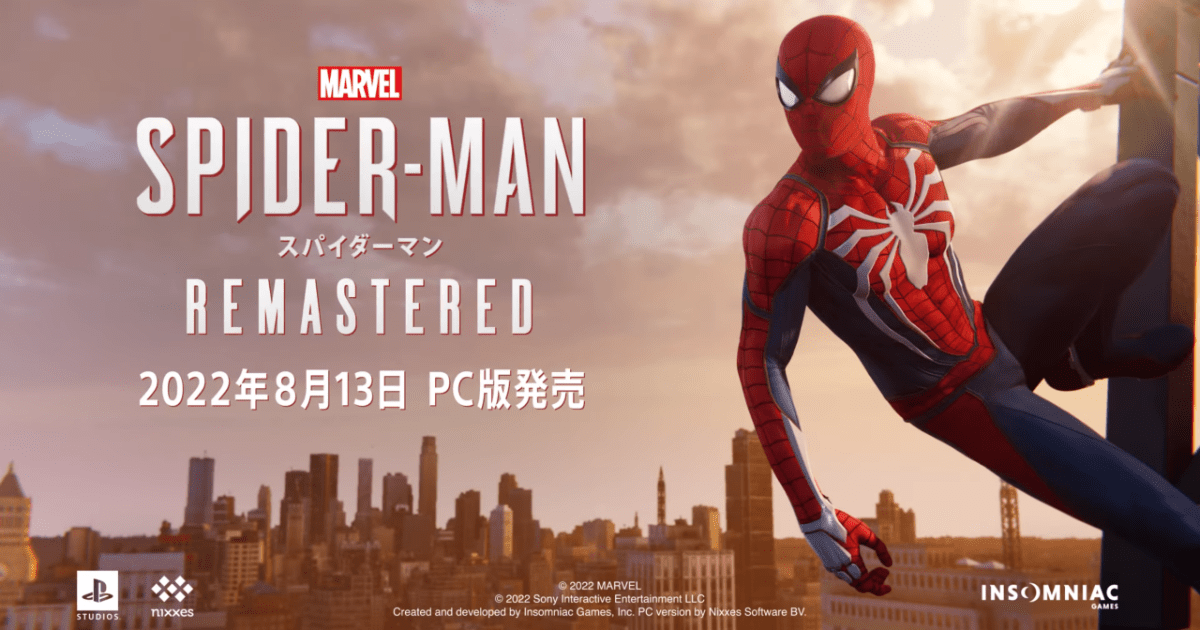 MARVEL
SPIDER-MAN
スパイダーマン
REMASTERED
2022年8月13日 PC版発売
STUDIOS
nixxes
© 2022 MARVEL
© 2022 Sony Interactive Entertainment LLC
Created and developed by Insomniac Games, Inc. PC version by Nixxes Software BV.
INSOMNIAC
GAMES